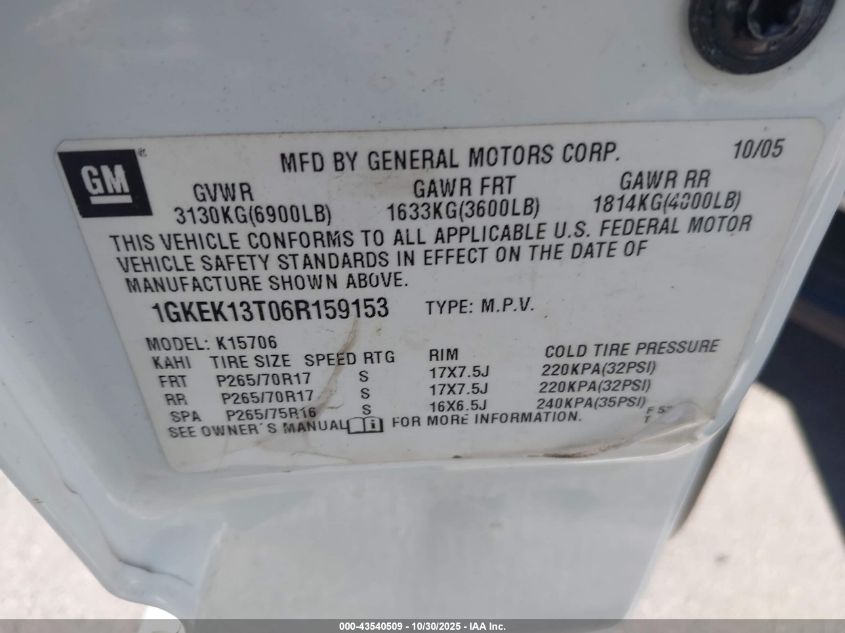 GM
MFD BY GENERAL MOTORS CORP. 10/05
GVWR GAWR FRT GAWR RR
3130KG(6900LB) 1633KG(3600LB) 1814KG(4000LB)
THIS VEHICLE CONFORMS TO ALL APPLICABLE U.S. FEDERAL MOTOR
VEHICLE SAFETY STANDARDS IN EFFECT ON THE DATE OF
MANUFACTURE SHOWN ABOVE.
1GKEK13T06R159153 TYPE: M.P.V.
MODEL: K15706
KAHI TIRE SIZE SPEED RTG RIM COLD TIRE PRESSURE
FRT P265/70R17 S 17X7.5J 220KPA(32PSI)
RR P265/70R17 S 17X7.5J 220KPA(32PSI)
SPA P265/75R16 S 16X6.5J 240KPA(35PSI)
SEE OWNER'S MANUAL FOR MORE INFORMATION.
000-43540509 - 10/30/2025 - IAA Inc.